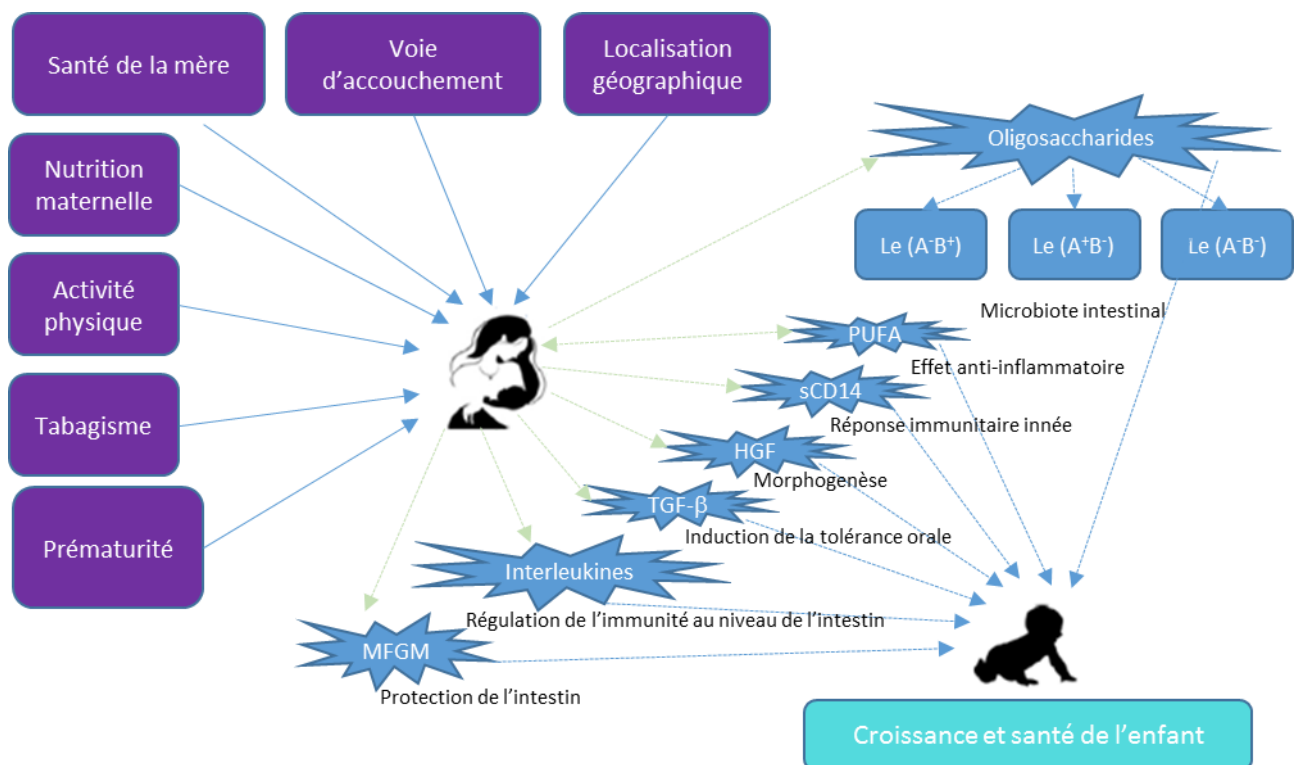 Santé de la mère
Voie
d’accouchement
Localisation
géographique
Nutrition
maternelle
Activité
physique
Tabagisme
Prématurité
Oligosaccharides
Le (A⁻B⁺)
Le (A⁺B⁻)
Le (A⁻B⁻)
Microbiote intestinal
PUFA
Effet anti-inflammatoire
sCD14
Réponse immunitaire innée
HGF
Morphogenèse
TGF-β
Induction de la tolérance orale
Interleukines
Régulation de l’immunité au niveau de l’intestin
MFGM
Protection de l’intestin
Croissance et santé de l’enfant